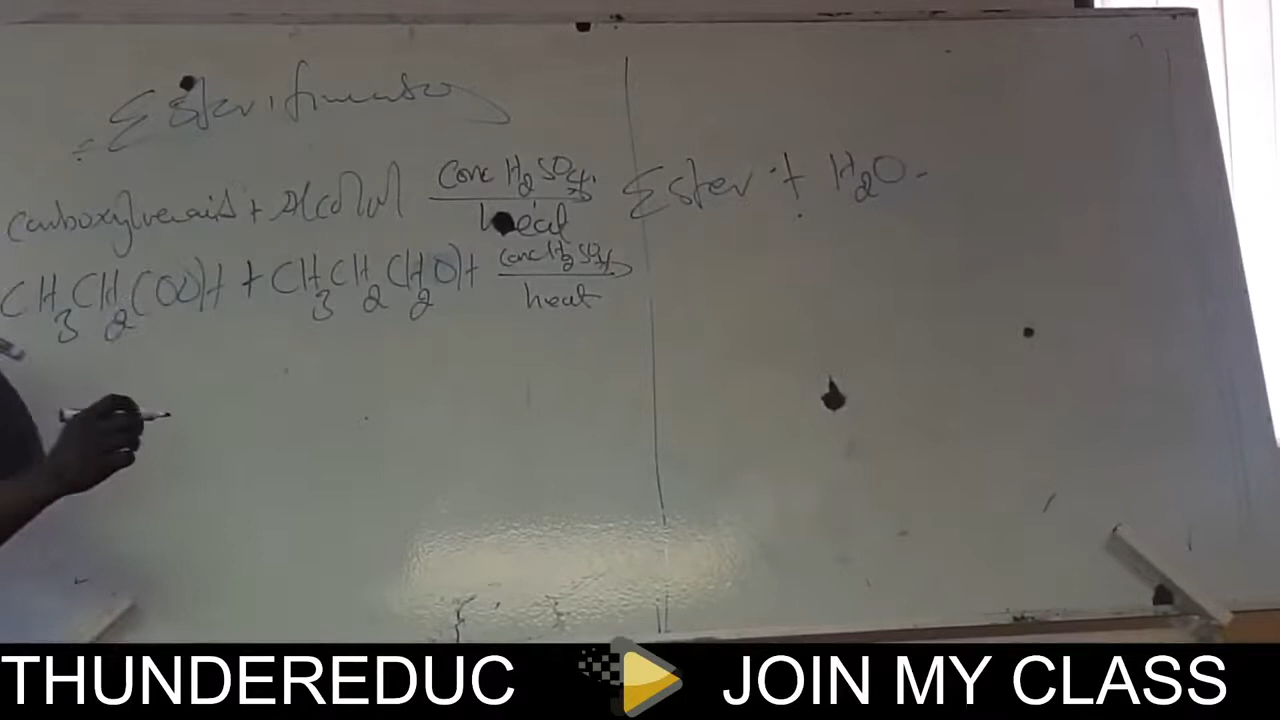 Esterification
carboxylic acid + Alcohol conc H2SO4 heat Ester + H2O
CH3CH2COOH + CH3CH2CH2OH conc H2SO4 heat
THUNDEREDUC JOIN MY CLASS